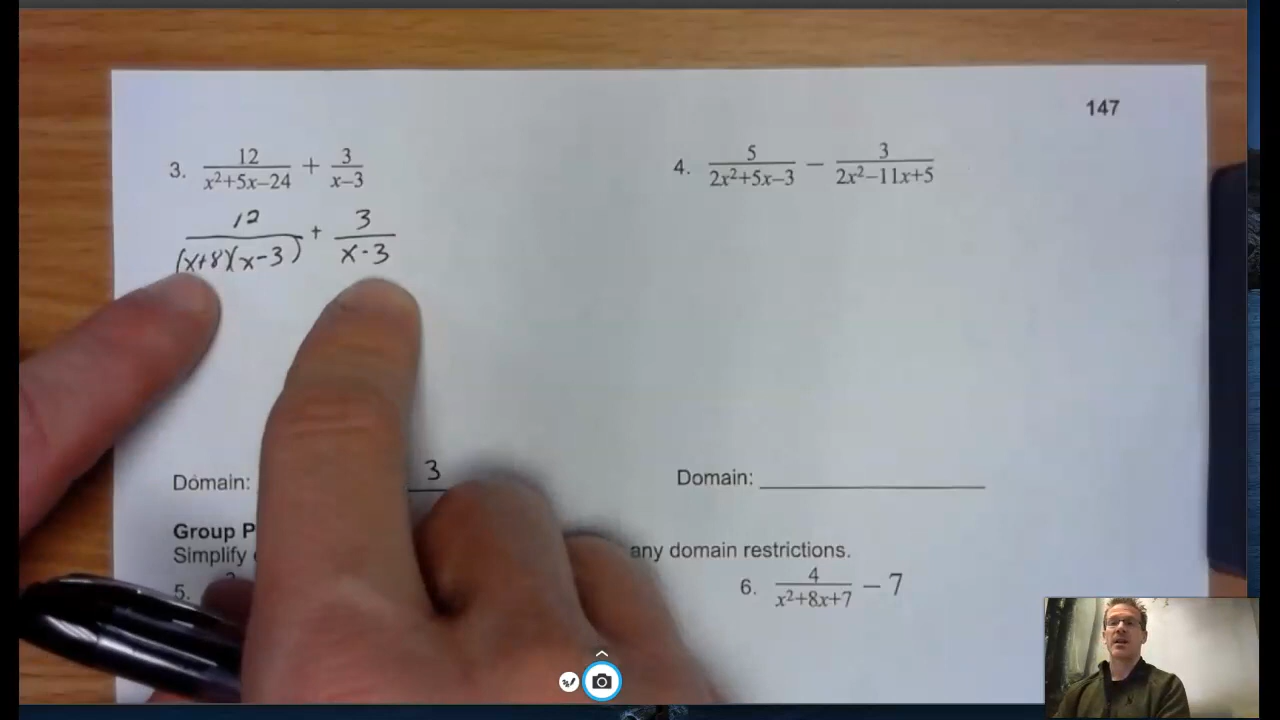 147
3. 12/(x²+5x−24) + 3/(x−3)
12/((x+8)(x−3)) + 3/(x-3)
4. 5/(2x²+5x−3) − 3/(2x²−11x+5)
Domain: 3
Domain:
Group
Simplify any domain restrictions.
5.
6. 4/(x²+8x+7) − 7